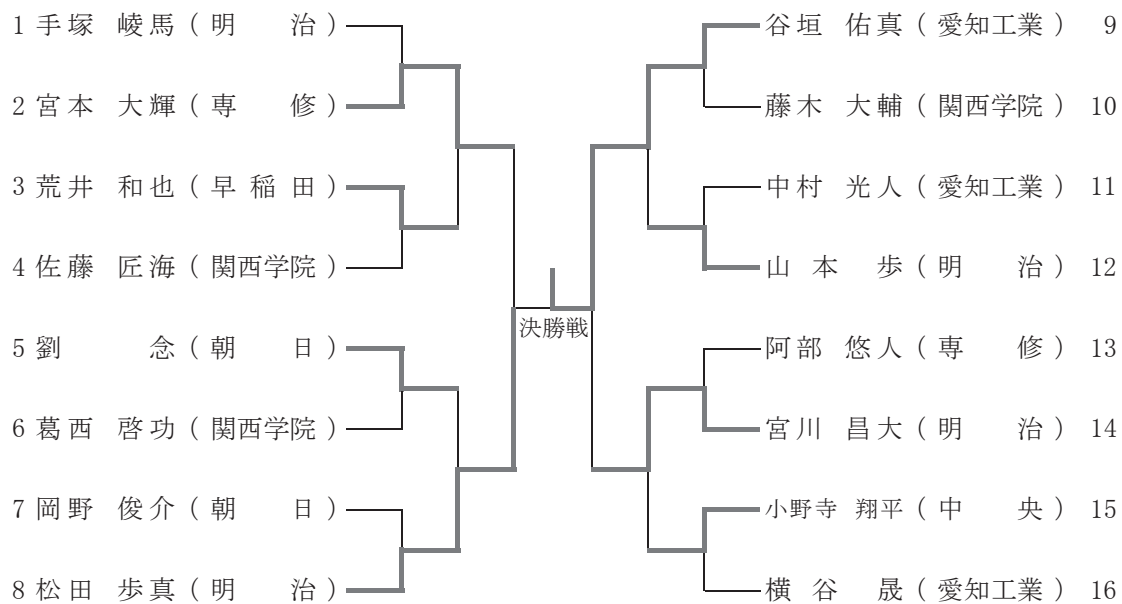 1 手塚 崚馬 ( 明 治 )
2 宮本 大輝 ( 専 修 )
3 荒井 和也 ( 早稲田 )
4 佐藤 匠海 ( 関西学院 )
5 劉 念 ( 朝 日 )
6 葛西 啓功 ( 関西学院 )
7 岡野 俊介 ( 朝 日 )
8 松田 歩真 ( 明 治 )
決勝戦
谷垣 佑真 ( 愛知工業 ) 9
藤木 大輔 ( 関西学院 ) 10
中村 光人 ( 愛知工業 ) 11
山本 歩 ( 明 治 ) 12
阿部 悠人 ( 専 修 ) 13
宮川 昌大 ( 明 治 ) 14
小野寺 翔平 ( 中 央 ) 15
横谷 晟 ( 愛知工業 ) 16